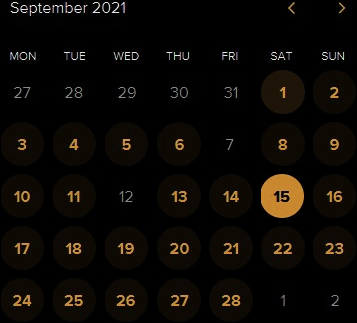 September 2021
MON TUE WED THU FRI SAT SUN
27 28 29 30 31 1 2
3 4 5 6 7 8 9
10 11 12 13 14 15 16
17 18 19 20 21 22 23
24 25 26 27 28 1 2